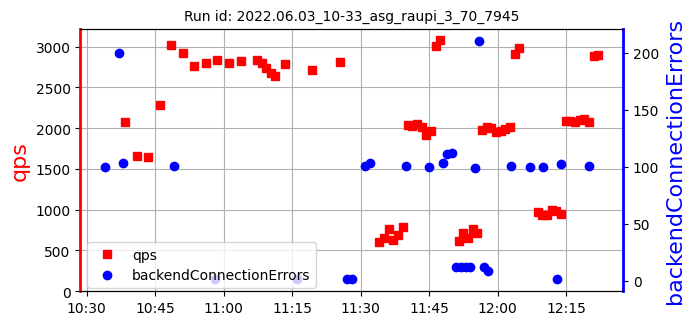 Run id: 2022.06.03_10-33_asg_raupi_3_70_7945
qps
3000
2500
2000
1500
1000
500
0
200
150
100
50
0
backendConnectionErrors
qps
backendConnectionErrors
10:30 10:45 11:00 11:15 11:30 11:45 12:00 12:15